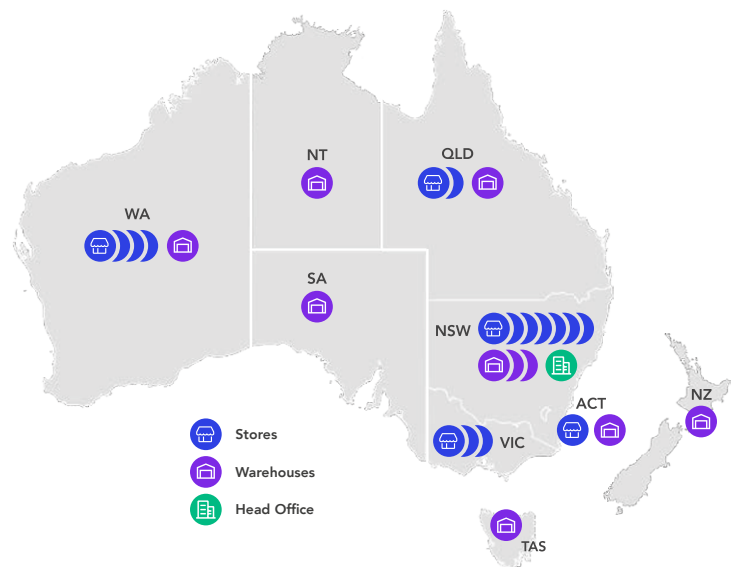 NT
QLD
WA
SA
NSW
NZ
ACT
Stores
VIC
Warehouses
Head Office
TAS